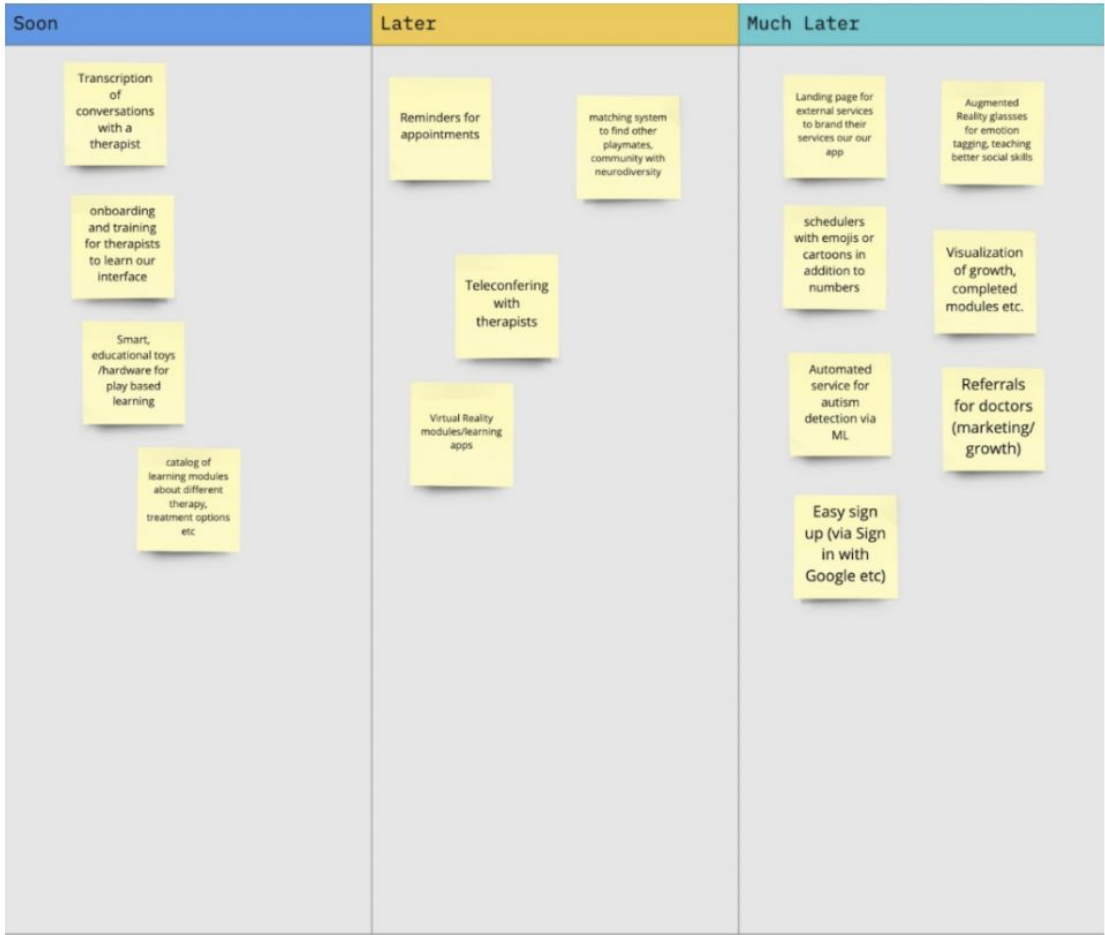 Soon
Later
Much Later
Transcription
of
conversations
with a
therapist
onboarding
and training
for therapists
to learn our
interface
Smart,
educational toys
/hardware for
play based
learning
catalog of
learning modules
about different
therapy,
treatment options
etc
Reminders for
appointments
matching system
to find other
playmates,
community with
neurodiversity
Teleconfering
with
therapists
Virtual Reality
modules/learning
apps
Landing page for
external services
to brand their
services our our
app
Augmented
Reality glassses
for emotion
tagging, teaching
better social skills
schedulers
with emojis or
cartoons in
addition to
numbers
Visualization
of growth,
completed
modules etc.
Automated
service for
autism
detection via
ML
Referrals
for doctors
(marketing/
growth)
Easy sign
up (via Sign
in with
Google etc)